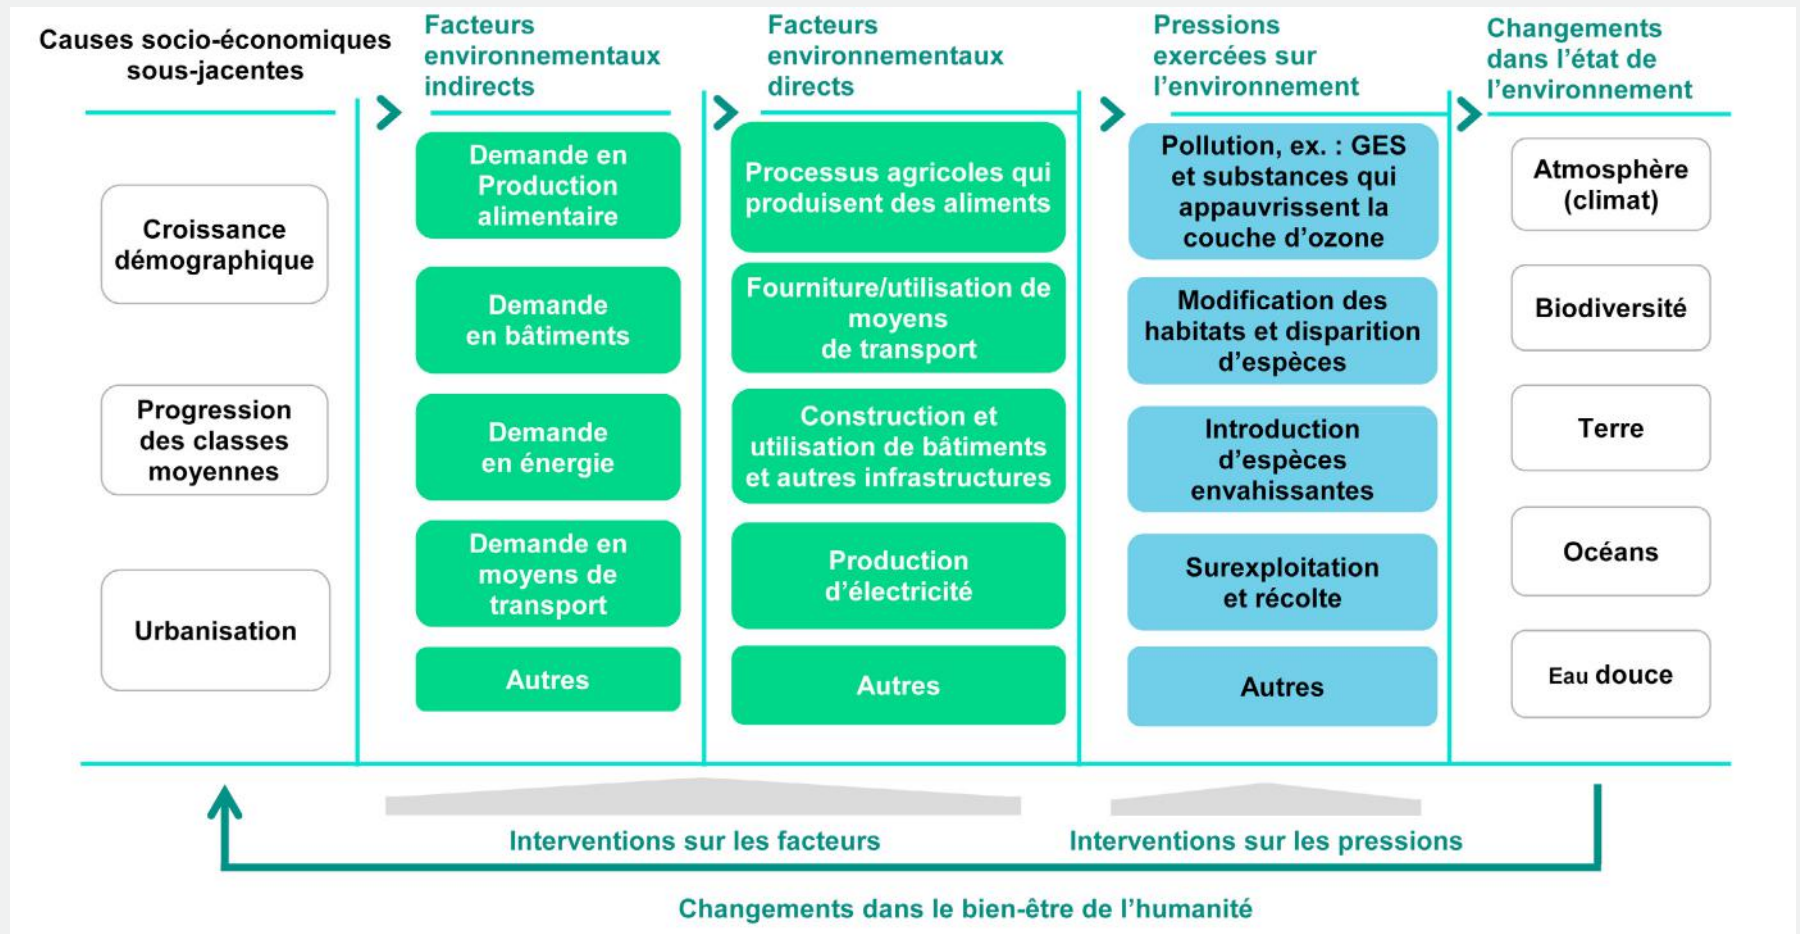 Causes socio-économiques
sous-jacentes
Croissance
démographique
Progression
des classes
moyennes
Urbanisation
Facteurs
environnementaux
indirects
Demande en
Production
alimentaire
Demande
en bâtiments
Demande
en énergie
Demande en
moyens de
transport
Autres
Facteurs
environnementaux
directs
Processus agricoles qui
produisent des aliments
Fourniture/utilisation de
moyens
de transport
Construction et
utilisation de bâtiments
et autres infrastructures
Production
d’électricité
Autres
Pressions
exercées sur
l’environnement
Pollution, ex. : GES
et substances qui
appauvrissent la
couche d’ozone
Modification des
habitats et disparition
d’espèces
Introduction
d’espèces
envahissantes
Surexploitation
et récolte
Autres
Changements
dans l’état de
l’environnement
Atmosphère
(climat)
Biodiversité
Terre
Océans
Eau douce
Interventions sur les facteurs
Interventions sur les pressions
Changements dans le bien-être de l’humanité